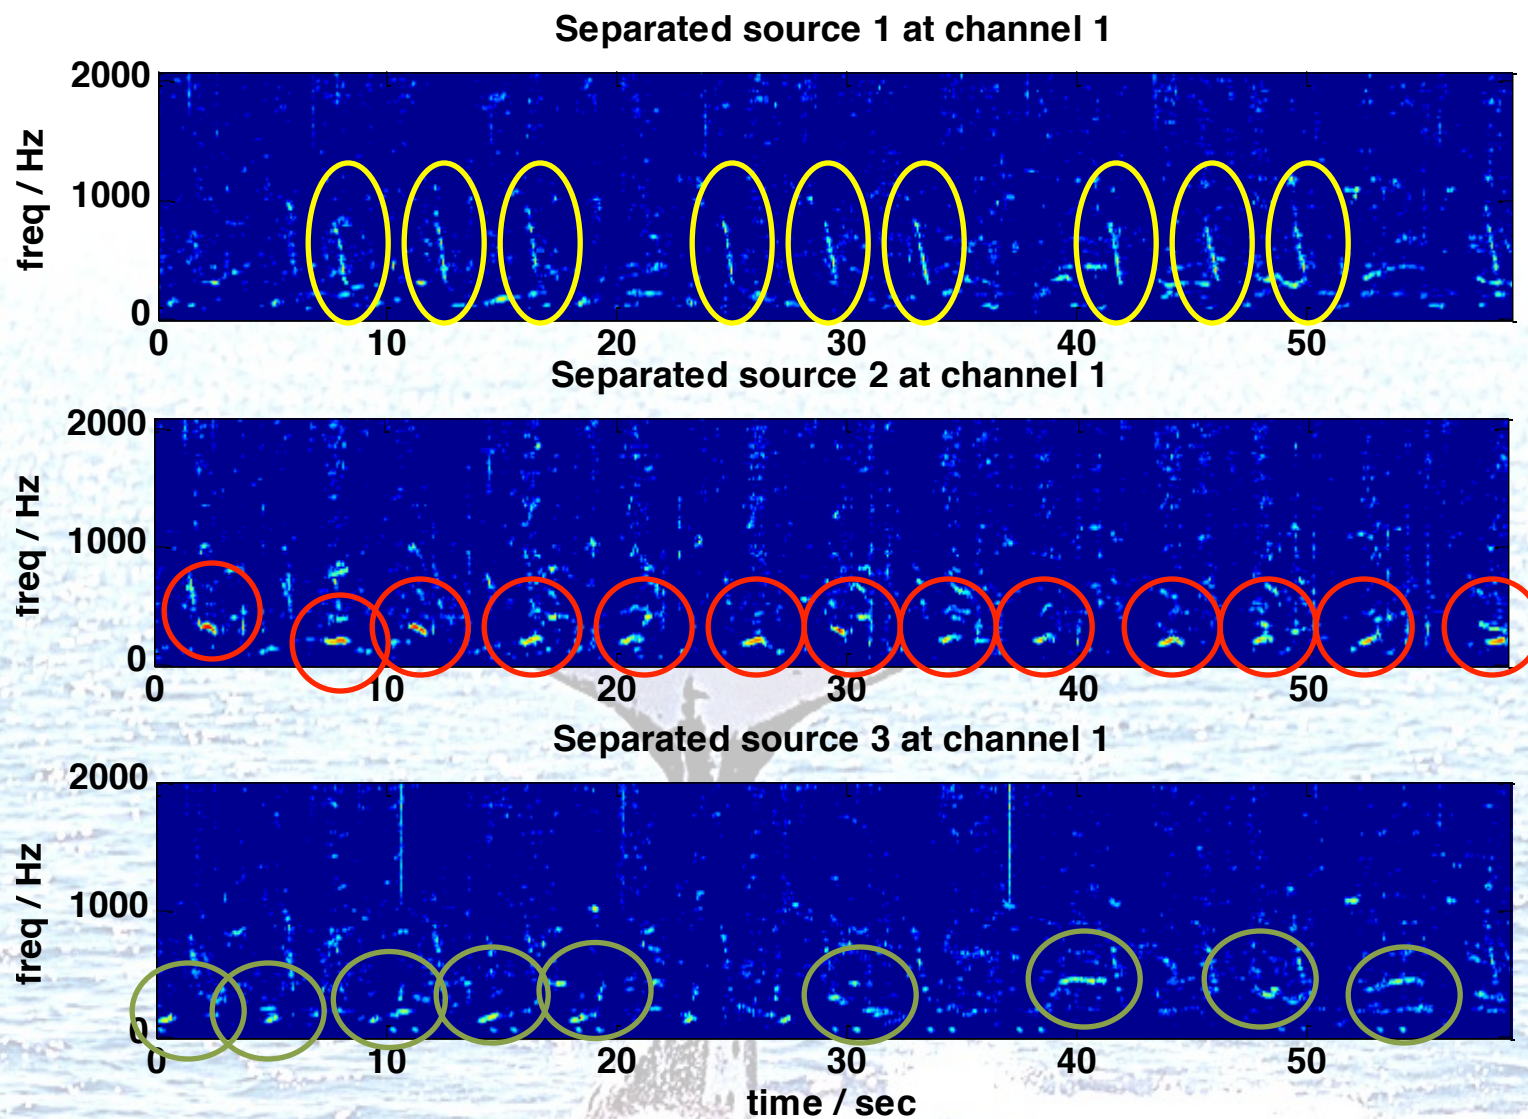 Separated source 1 at channel 1
2000
1000
0
freq / Hz
0 10 20 30 40 50
Separated source 2 at channel 1
2000
1000
0
freq / Hz
0 10 20 30 40 50
Separated source 3 at channel 1
2000
1000
0
freq / Hz
0 10 20 30 40 50
time / sec